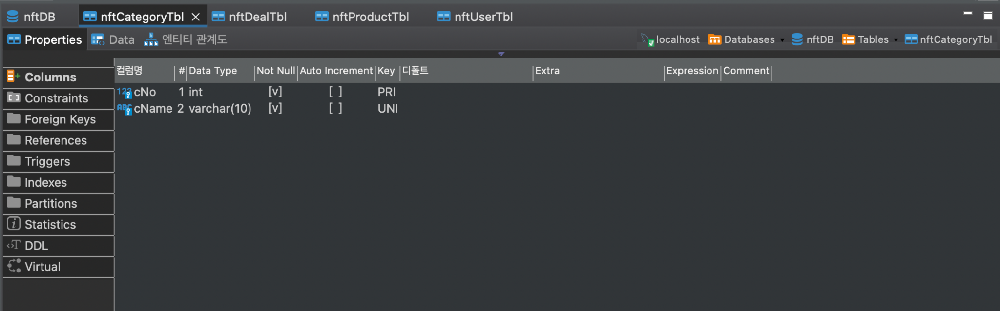 nftDB nftCategoryTbl nftDealTbl nftProductTbl nftUserTbl
Properties Data 엔티티 관계도 localhost Databases nftDB Tables nftCategoryTbl
컬럼명 # Data Type Not Null Auto Increment Key 디폴트 Extra Expression Comment
123 cNo 1 int [v] [ ] PRI
ABC cName 2 varchar(10) [v] [ ] UNI
Columns
Constraints
Foreign Keys
References
Triggers
Indexes
Partitions
Statistics
DDL
Virtual